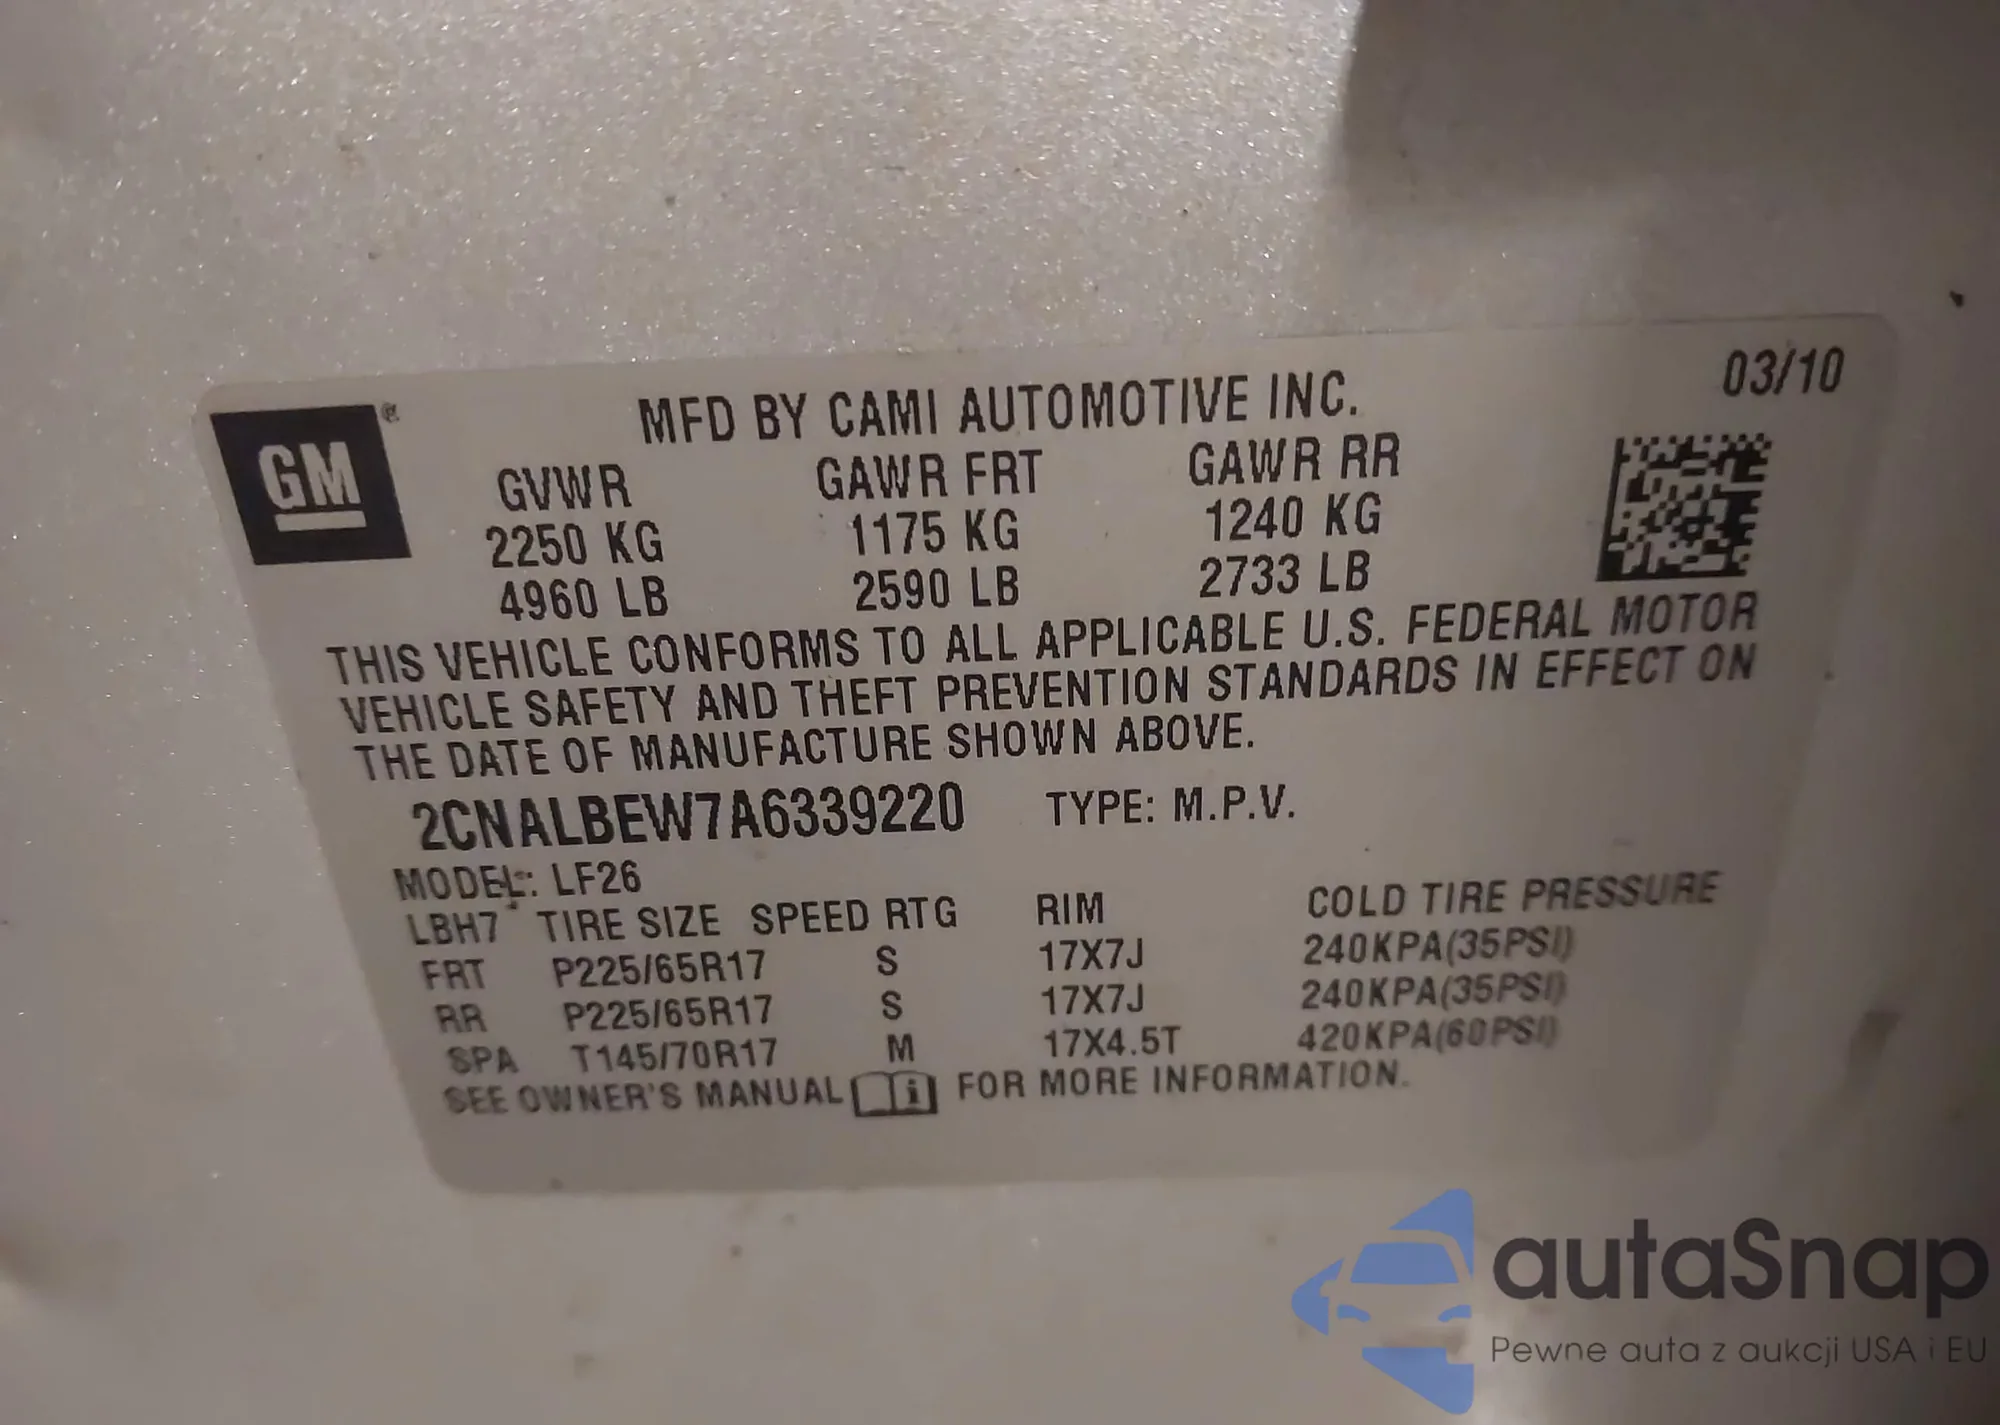 03/10
GM®
MFD BY CAMI AUTOMOTIVE INC.
GVWR GAWR FRT GAWR RR
2250 KG 1175 KG 1240 KG
4960 LB 2590 LB 2733 LB
THIS VEHICLE CONFORMS TO ALL APPLICABLE U.S. FEDERAL MOTOR
VEHICLE SAFETY AND THEFT PREVENTION STANDARDS IN EFFECT ON
THE DATE OF MANUFACTURE SHOWN ABOVE.
2CNALBEW7A6339220 TYPE: M.P.V.
MODEL: LF26
LBH7 TIRE SIZE SPEED RTG RIM COLD TIRE PRESSURE
FRT P225/65R17 S 17X7J 240KPA(35PSI)
RR P225/65R17 S 17X7J 240KPA(35PSI)
SPA T145/70R17 M 17X4.5T 420KPA(60PSI)
SEE OWNER'S MANUAL i FOR MORE INFORMATION.
autaSnap
Pewne auta z aukcji USA i EU